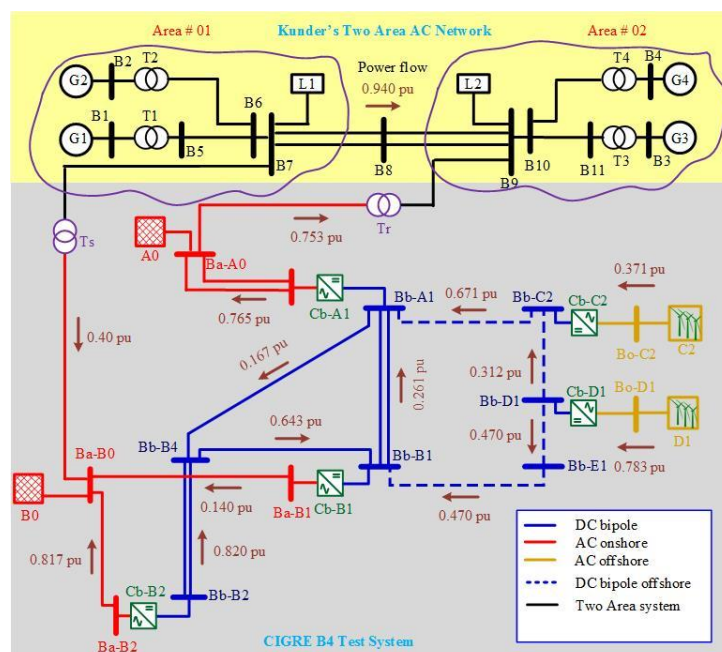 Area # 01
Kunder's Two Area AC Network
Area # 02
G2
B2
T2
L1
Power flow
0.940 pu
L2
T4
B4
G4
G1
B1
T1
B5
B6
B7
B8
B9
B10
B11
T3
B3
G3
Ts
A0
Ba-A0
0.753 pu
Tr
0.765 pu
Cb-A1
Bb-A1
0.671 pu
Bb-C2
Cb-C2
0.371 pu
Bo-C2
C2
0.40 pu
0.167 pu
0.261 pu
0.312 pu
Bb-D1
Cb-D1
Bo-D1
D1
0.783 pu
0.470 pu
Bb-E1
0.643 pu
Bb-B4
Bb-B1
Ba-B0
B0
0.140 pu
Ba-B1
Cb-B1
0.470 pu
0.817 pu
0.820 pu
Cb-B2
Bb-B2
Ba-B2
DC bipole
AC onshore
AC offshore
DC bipole offshore
Two Area system
CIGRE B4 Test System